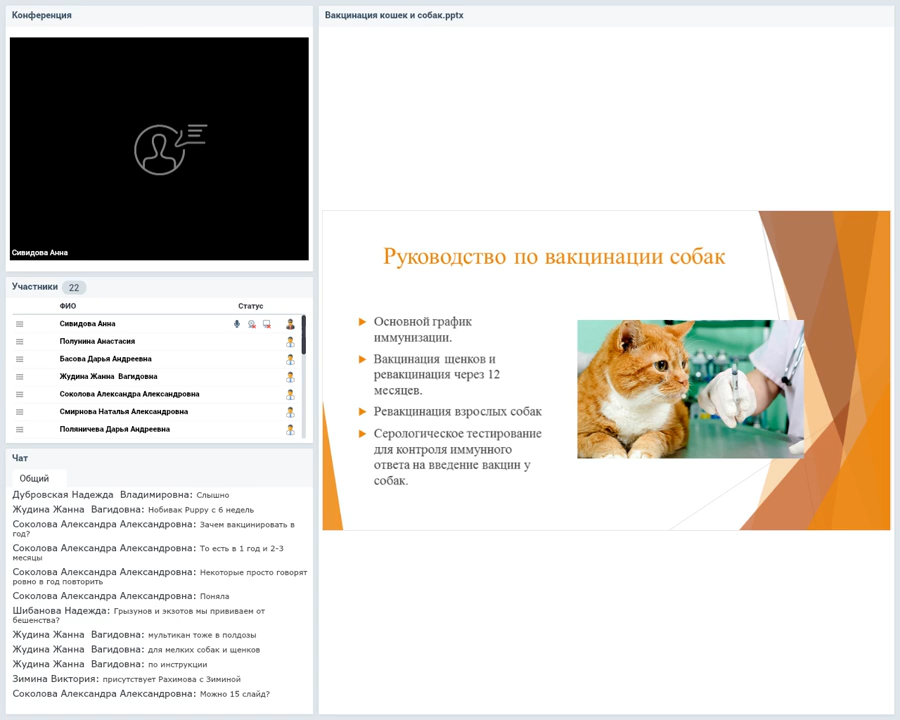 Конференция
Сивидова Анна
Участники 22
ФИО Статус
Сивидова Анна
Полунина Анастасия
Басова Дарья Андреевна
Жудина Жанна Вагидовна
Соколова Александра Александровна
Смирнова Наталья Александровна
Поляничева Дарья Андреевна
Чат
Общий
Дубровская Надежда Владимировна: Слышно
Жудина Жанна Вагидовна: Нобивак Puppy с 6 недель
Соколова Александра Александровна: Зачем вакцинировать в
год?
Соколова Александра Александровна: То есть в 1 год и 2-3
месяцы
Соколова Александра Александровна: Некоторые просто говорят
ровно в год повторить
Соколова Александра Александровна: Поняла
Шибанова Надежда: Грызунов и экзотов мы прививаем от
бешенства?
Жудина Жанна Вагидовна: мультикан тоже в полдозы
Жудина Жанна Вагидовна: для мелких собак и щенков
Жудина Жанна Вагидовна: по инструкции
Зимина Виктория: присутствует Рахимова с Зиминой
Соколова Александра Александровна: Можно 15 слайд?
Вакцинация кошек и собак.pptx
Руководство по вакцинации собак
Основной график
иммунизации.
Вакцинация щенков и
ревакцинация через 12
месяцев.
Ревакцинация взрослых собак
Серологическое тестирование
для контроля иммунного
ответа на введение вакцин у
собак.